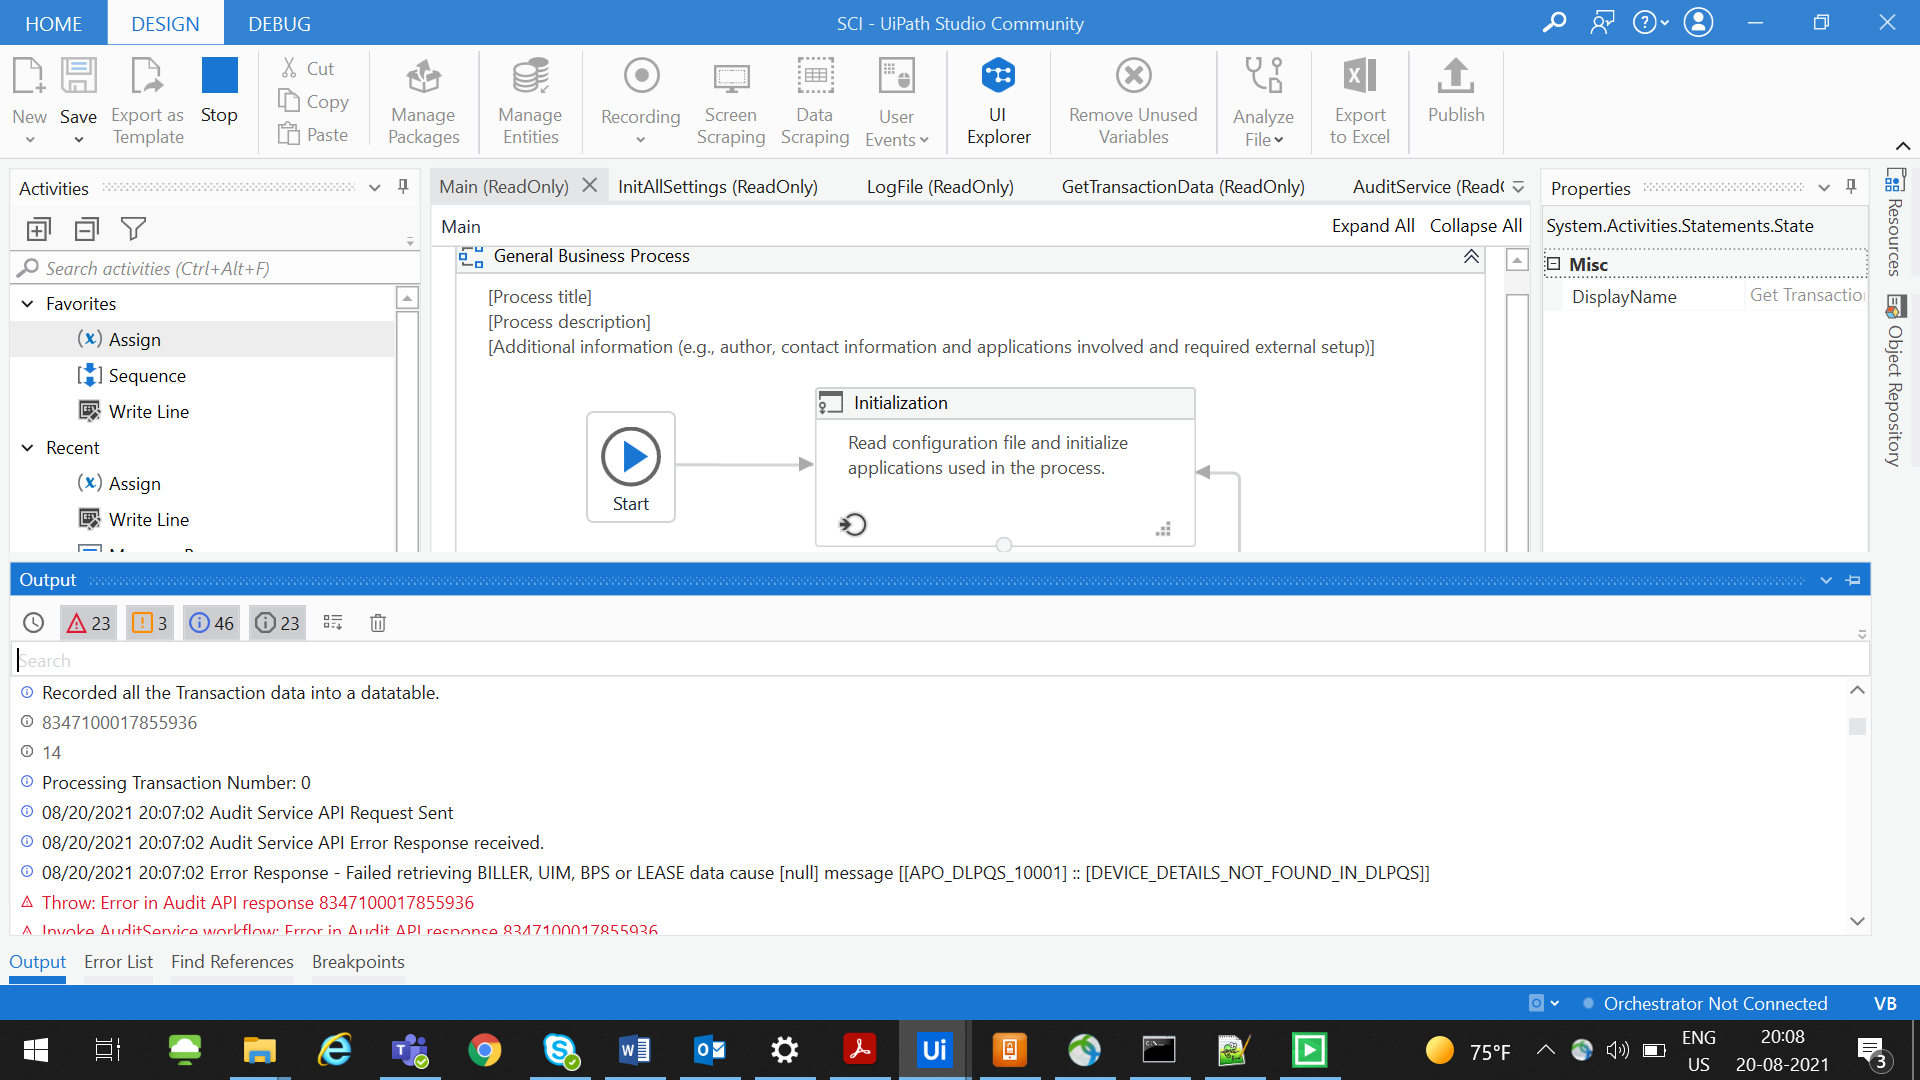 HOME
DESIGN
DEBUG
SCI - UiPath Studio Community
New
Save
Export as Template
Stop
Cut
Copy
Paste
Manage Packages
Manage Entities
Recording
Screen Scraping
Data Scraping
User Events
UI Explorer
Remove Unused Variables
Analyze File
Export to Excel
Publish
Activities
Main (ReadOnly)
InitAllSettings (ReadOnly)
LogFile (ReadOnly)
GetTransactionData (ReadOnly)
AuditService (Read
Properties
Resources
Object Repository
Main
Expand All
Collapse All
System.Activities.Statements.State
Misc
DisplayName
Get Transactio
Search activities (Ctrl+Alt+F)
Favorites
Assign
Sequence
Write Line
Recent
Assign
Write Line
General Business Process
[Process title]
[Process description]
[Additional information (e.g., author, contact information and applications involved and required external setup)]
Start
Initialization
Read configuration file and initialize
applications used in the process.
Output
23
3
46
23
Search
Recorded all the Transaction data into a datatable.
8347100017855936
14
Processing Transaction Number: 0
08/20/2021 20:07:02 Audit Service API Request Sent
08/20/2021 20:07:02 Audit Service API Error Response received.
08/20/2021 20:07:02 Error Response - Failed retrieving BILLER, UIM, BPS or LEASE data cause [null] message [[APO_DLPQS_10001] :: [DEVICE_DETAILS_NOT_FOUND_IN_DLPQS]]
Throw: Error in Audit API response 8347100017855936
Invoke AuditService workflow: Error in Audit API response 8347100017855936
Output
Error List
Find References
Breakpoints
Orchestrator Not Connected
VB
Ui
75°F
ENG
US
20:08
20-08-2021
3